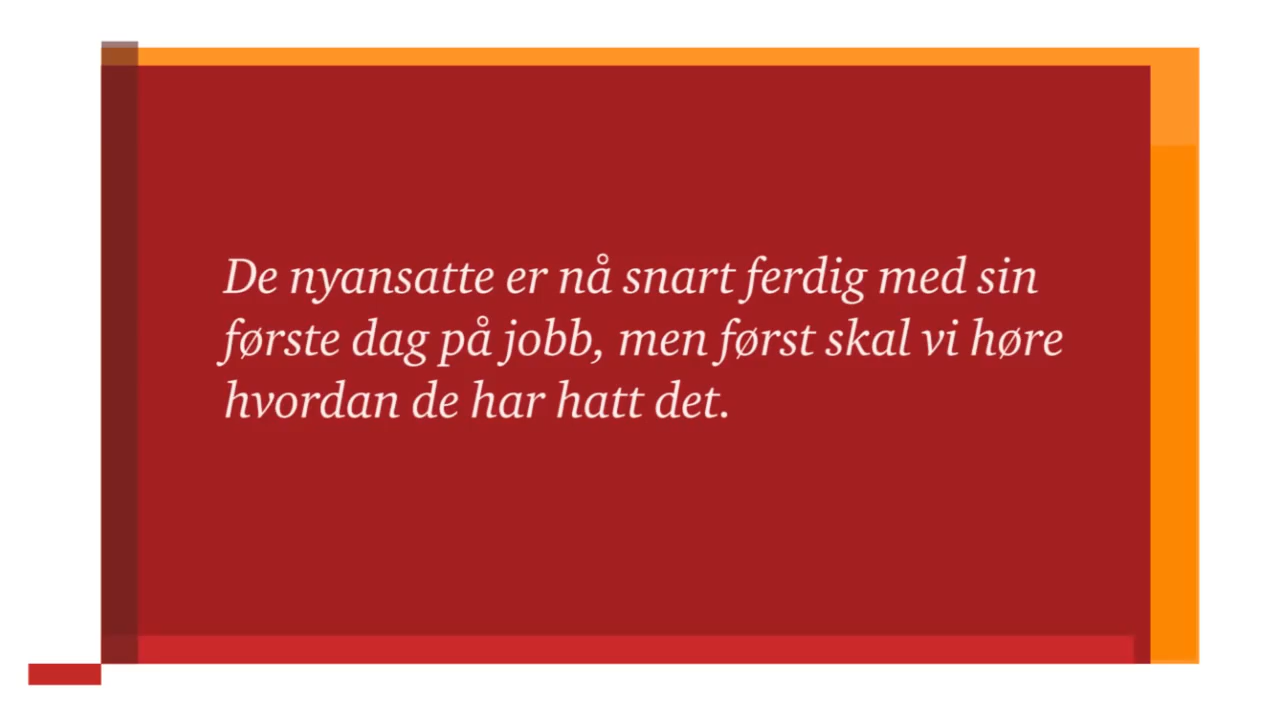 De nyansatte er nå snart ferdig med sin
første dag på jobb, men først skal vi høre
hvordan de har hatt det.